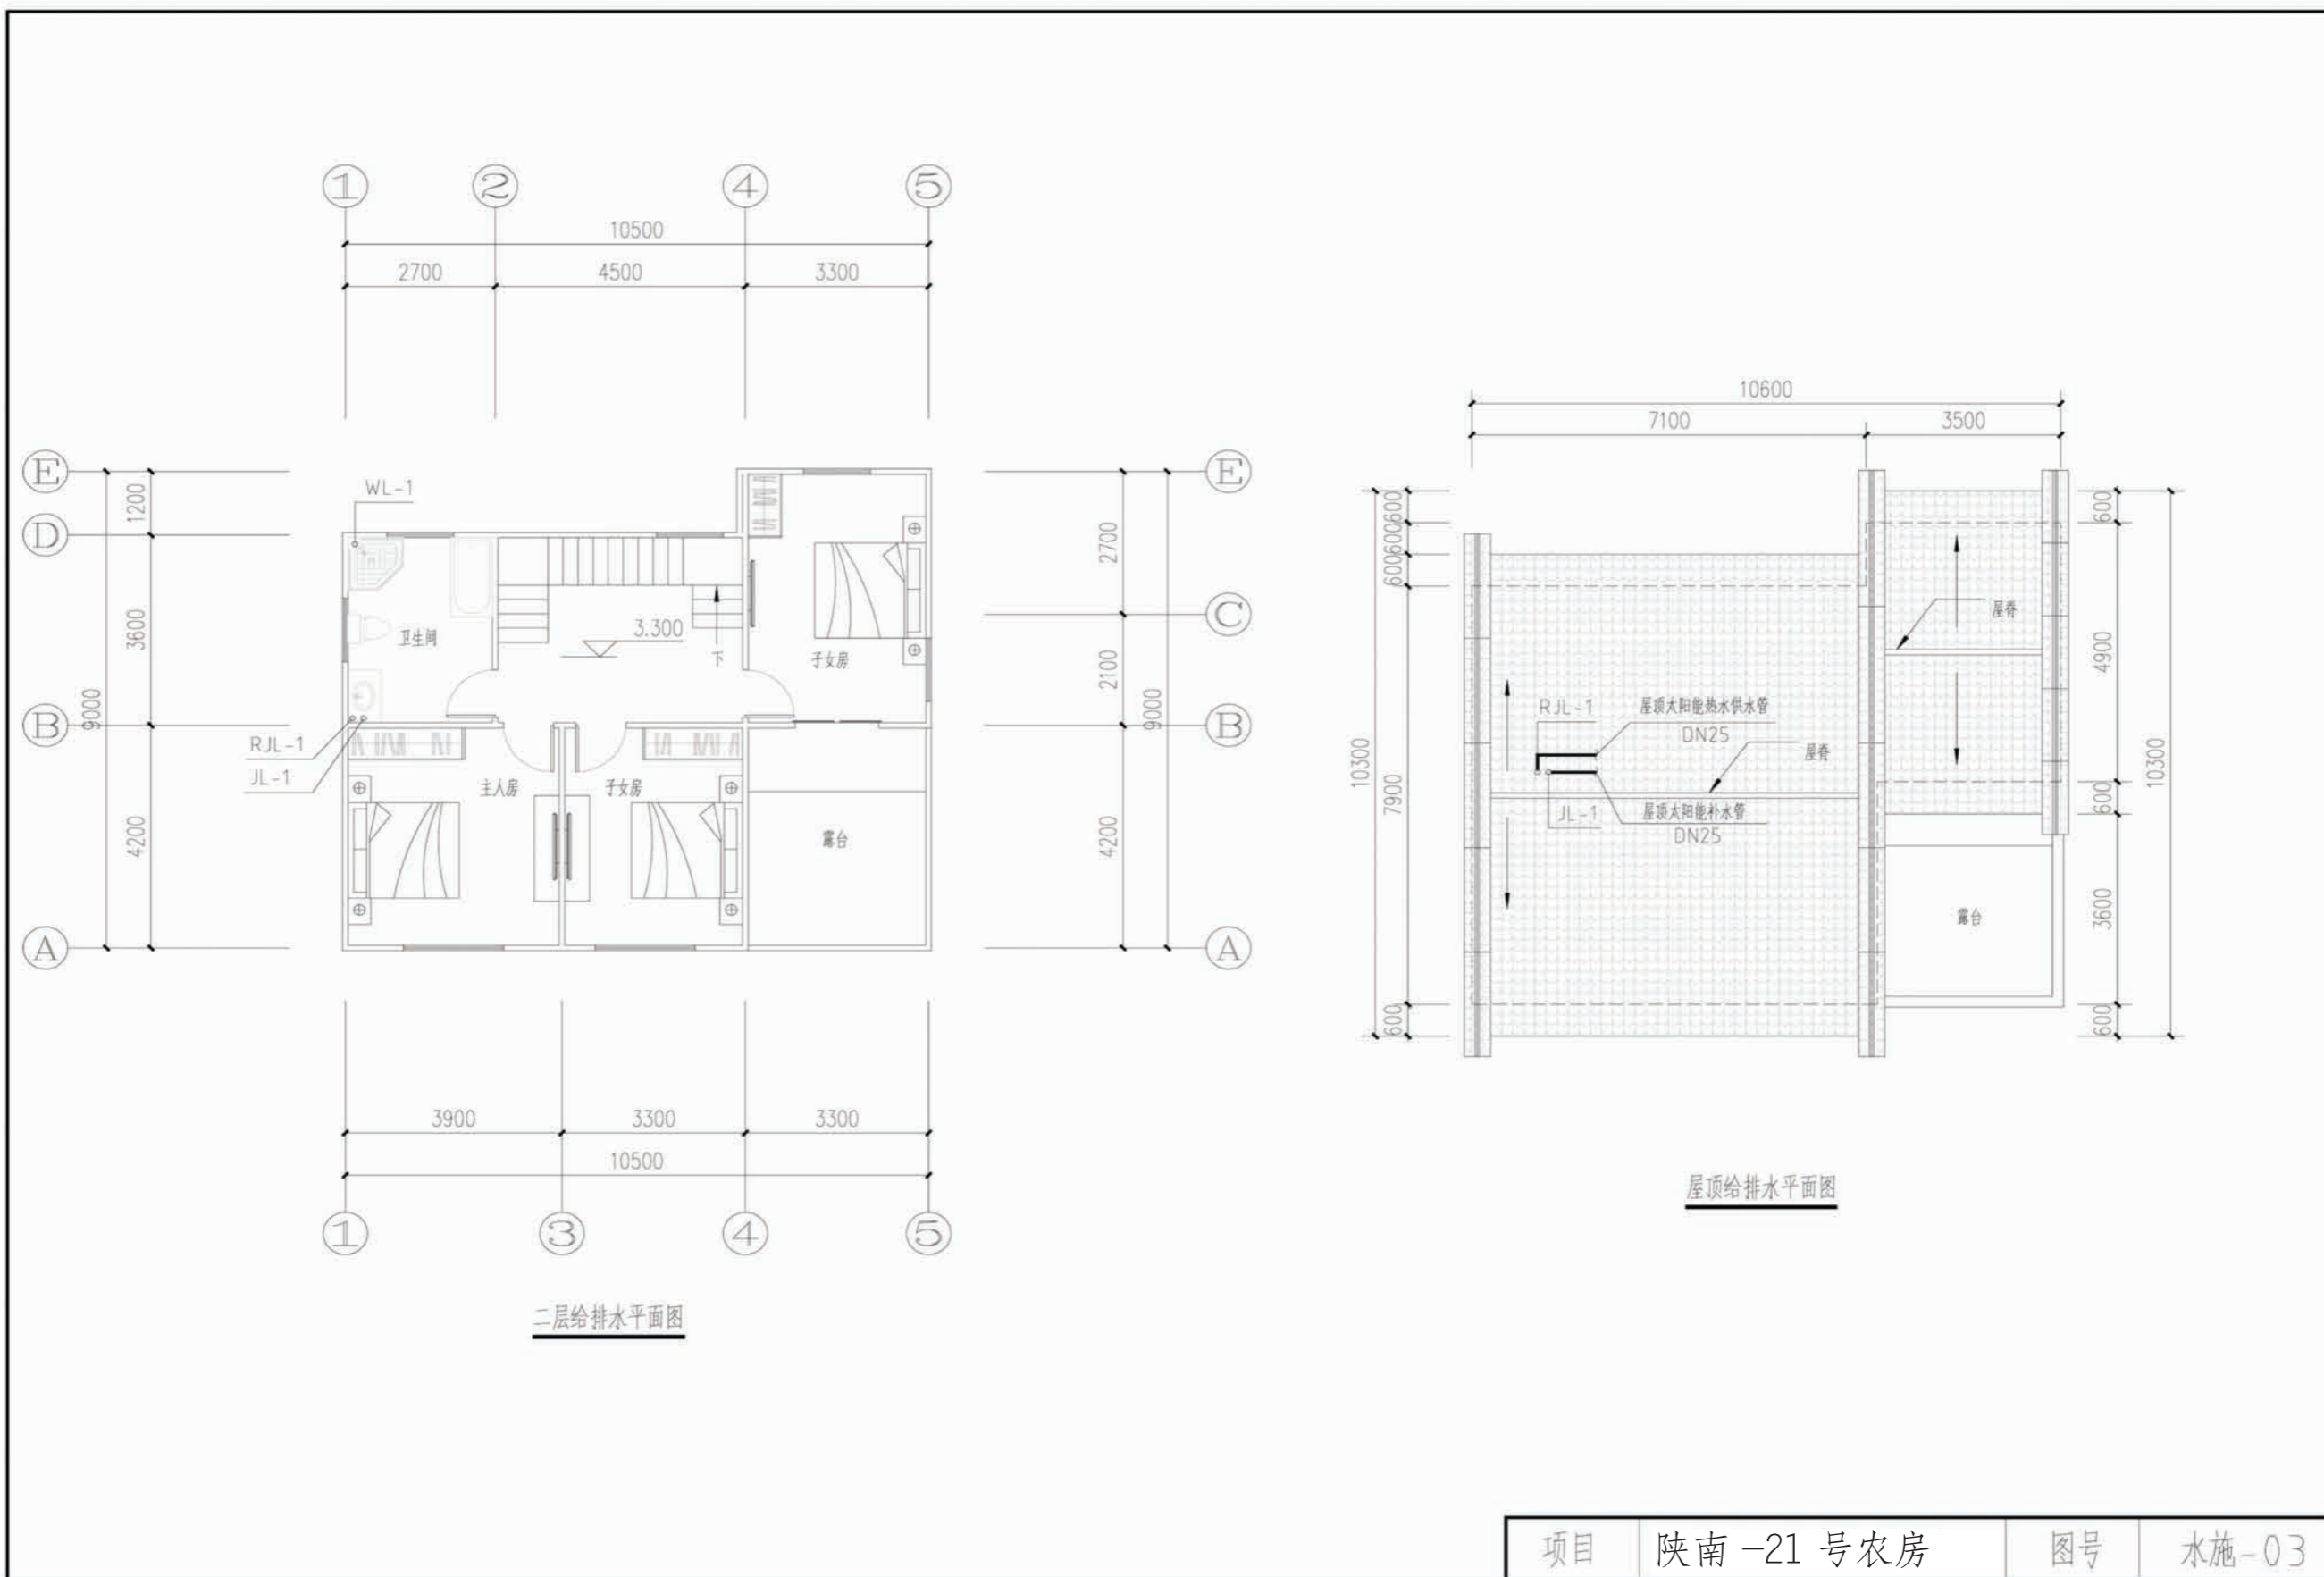 ① ② ④ ⑤
10500
2700 4500 3300
Ⓔ Ⓓ Ⓑ Ⓐ
1200
3600
4200
9000
WL-1
RJL-1
JL-1
卫生间
3.300
下
子女房
主人房
子女房
露台
Ⓔ Ⓒ Ⓑ Ⓐ
2700
2100
4200
9000
3900 3300 3300
10500
① ③ ④ ⑤
二层给排水平面图
10600
7100 3500
600
600
600
7900
600
10300
RJL-1
屋顶太阳能热水供水管
DN25
屋脊
JL-1
屋顶太阳能补水管
DN25
屋脊
露台
600
4900
600
3600
600
10300
屋顶给排水平面图
项目 陕南-21号农房 图号 水施-03